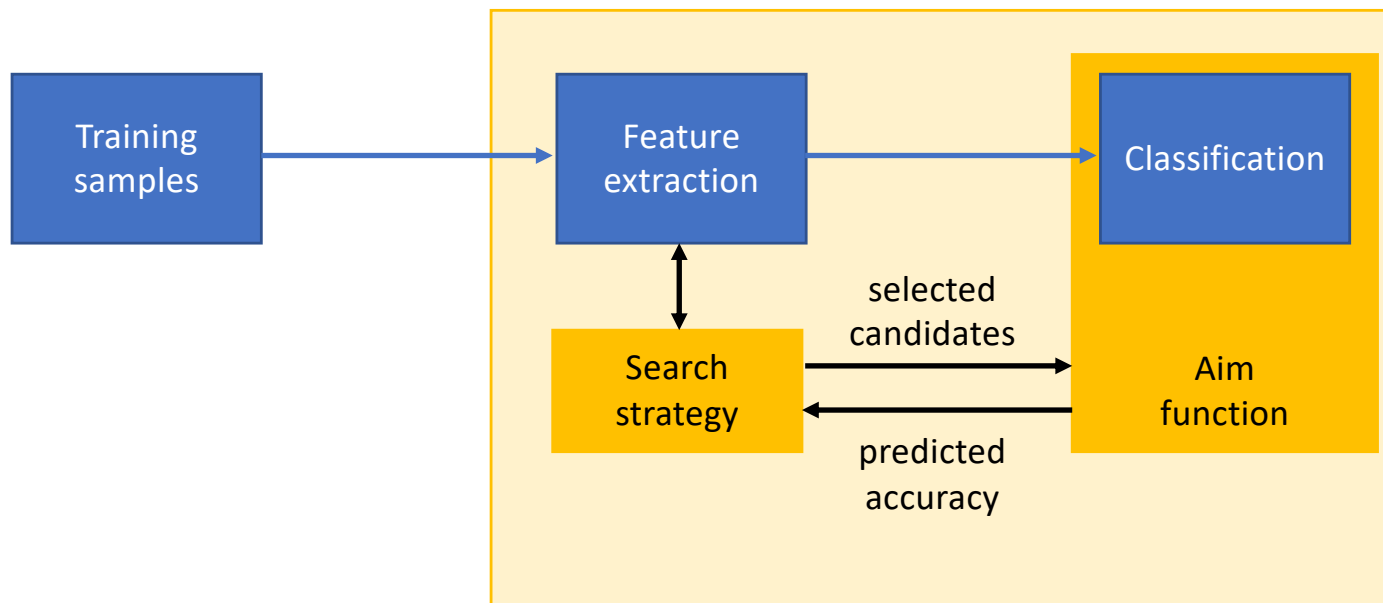 Training
samples
Feature
extraction
Classification
selected
candidates
Search
strategy
Aim
function
predicted
accuracy